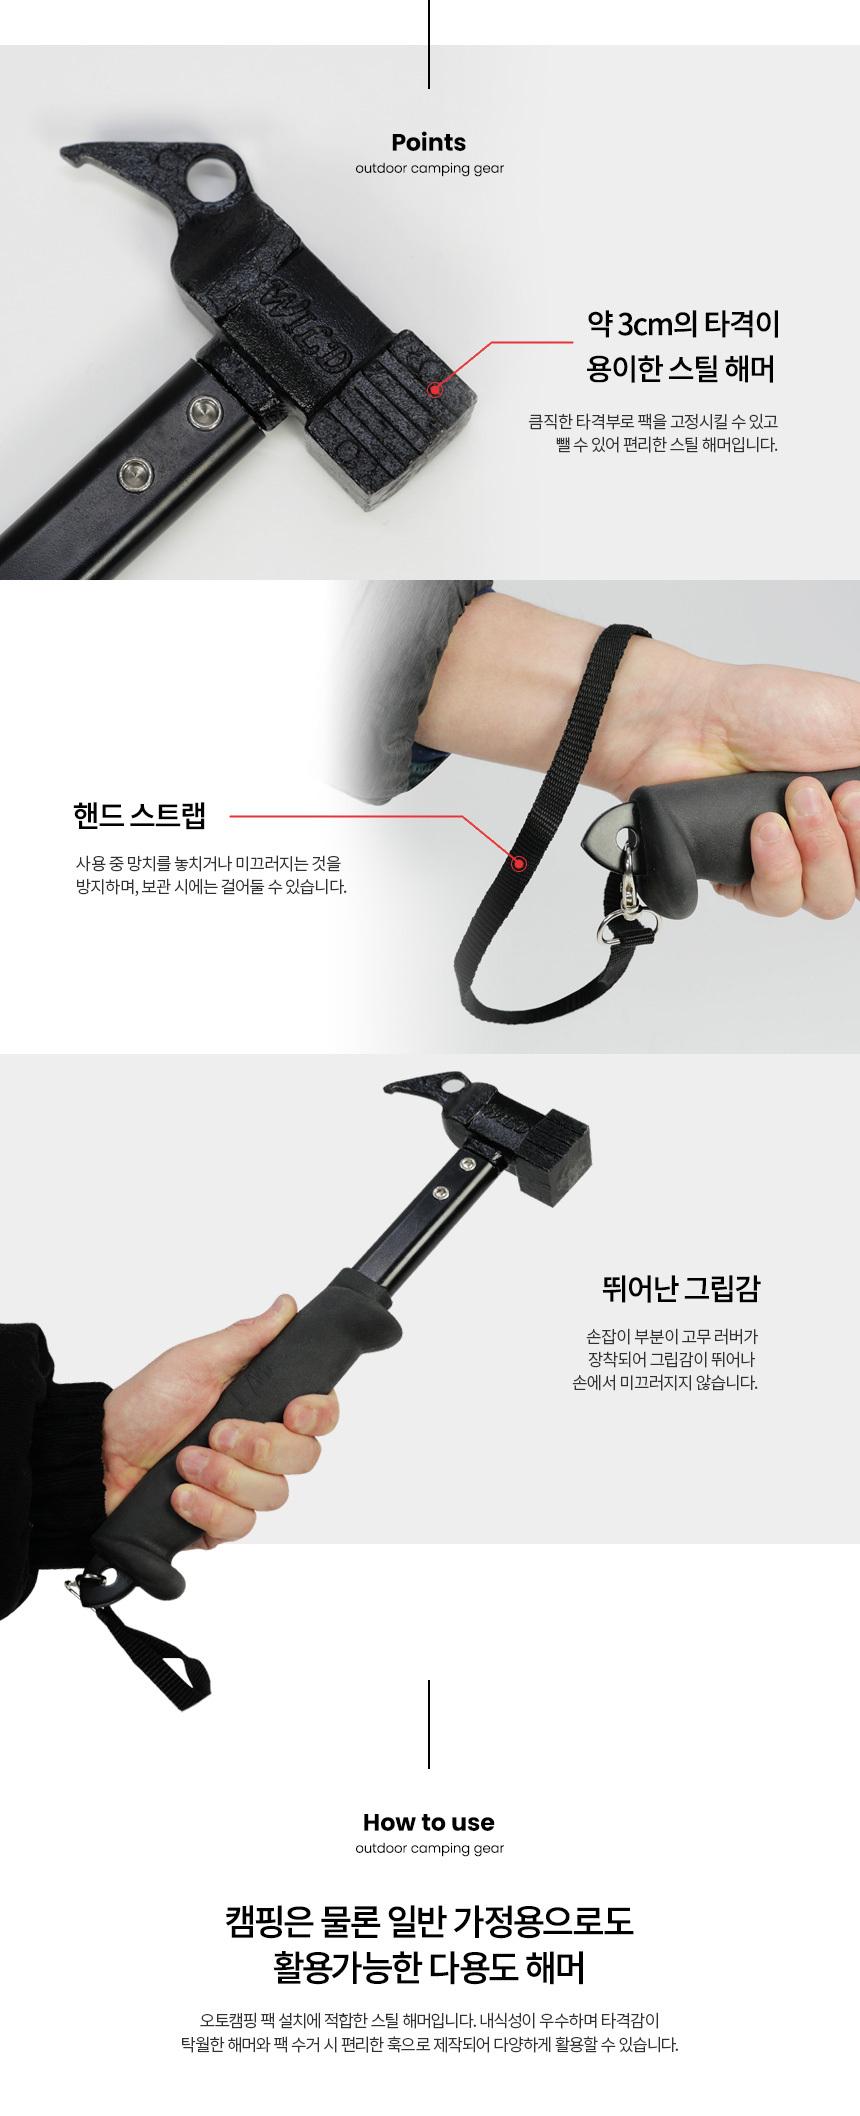 Points
outdoor camping gear
WILD
약 3cm의 타격이
용이한 스틸 해머
큼직한 타격부로 팩을 고정시킬 수 있고
뺄 수 있어 편리한 스틸 해머입니다.
핸드 스트랩
사용 중 망치를 놓치거나 미끄러지는 것을
방지하며, 보관 시에는 걸어둘 수 있습니다.
뛰어난 그립감
손잡이 부분이 고무 러버가
장착되어 그립감이 뛰어나
손에서 미끄러지지 않습니다.
How to use
outdoor camping gear
캠핑은 물론 일반 가정용으로도
활용가능한 다용도 해머
오토캠핑 팩 설치에 적합한 스틸 해머입니다. 내식성이 우수하며 타격감이
탁월한 해머와 팩 수거 시 편리한 훅으로 제작되어 다양하게 활용할 수 있습니다.